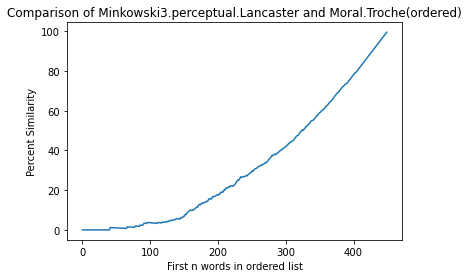 Comparison of Minkowski3.perceptual.Lancaster and Moral.Troche(ordered)
100
80
60
40
20
0
Percent Similarity
0 100 200 300 400
First n words in ordered list